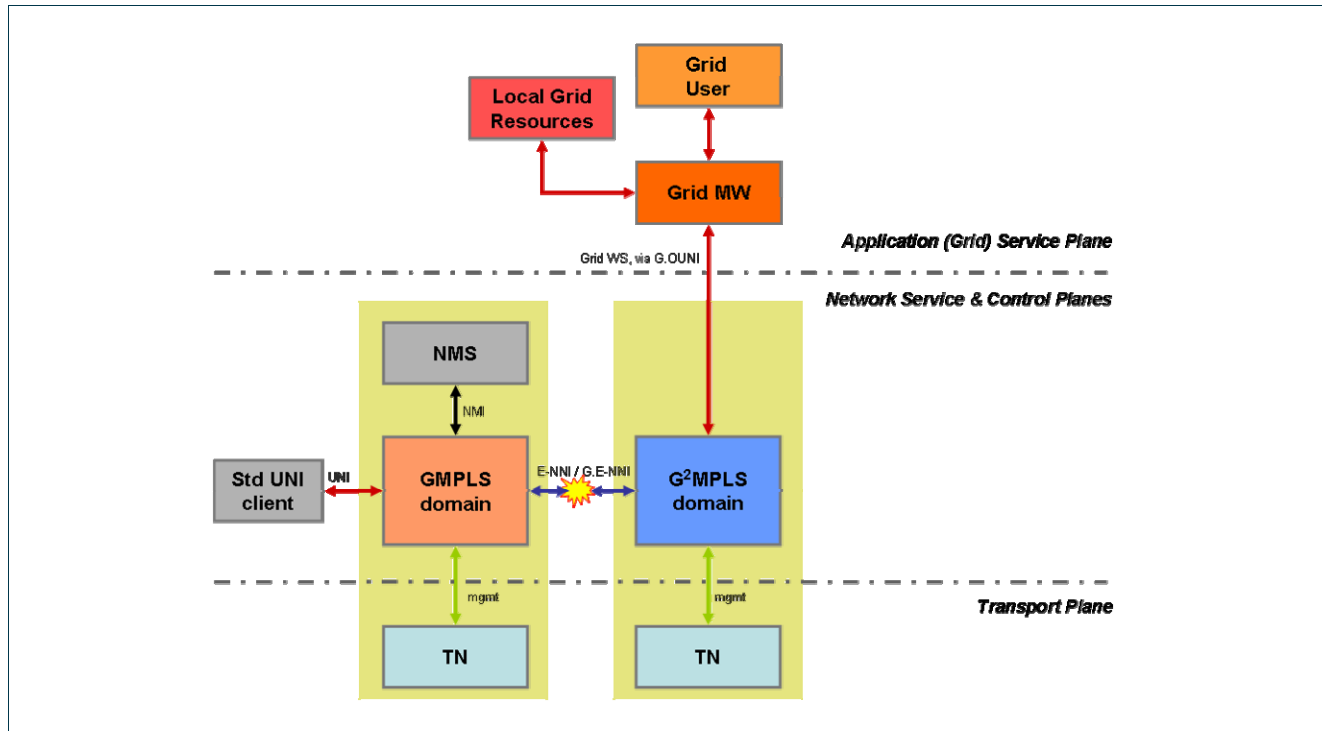 Grid
User
Local Grid
Resources
Grid MW
Application (Grid) Service Plane
Grid WS, via G.OUNI
Network Service & Control Planes
NMS
NMI
Std UNI
client
UNI
GMPLS
domain
E-NNI / G.E-NNI
G²MPLS
domain
mgmt
mgmt
Transport Plane
TN
TN